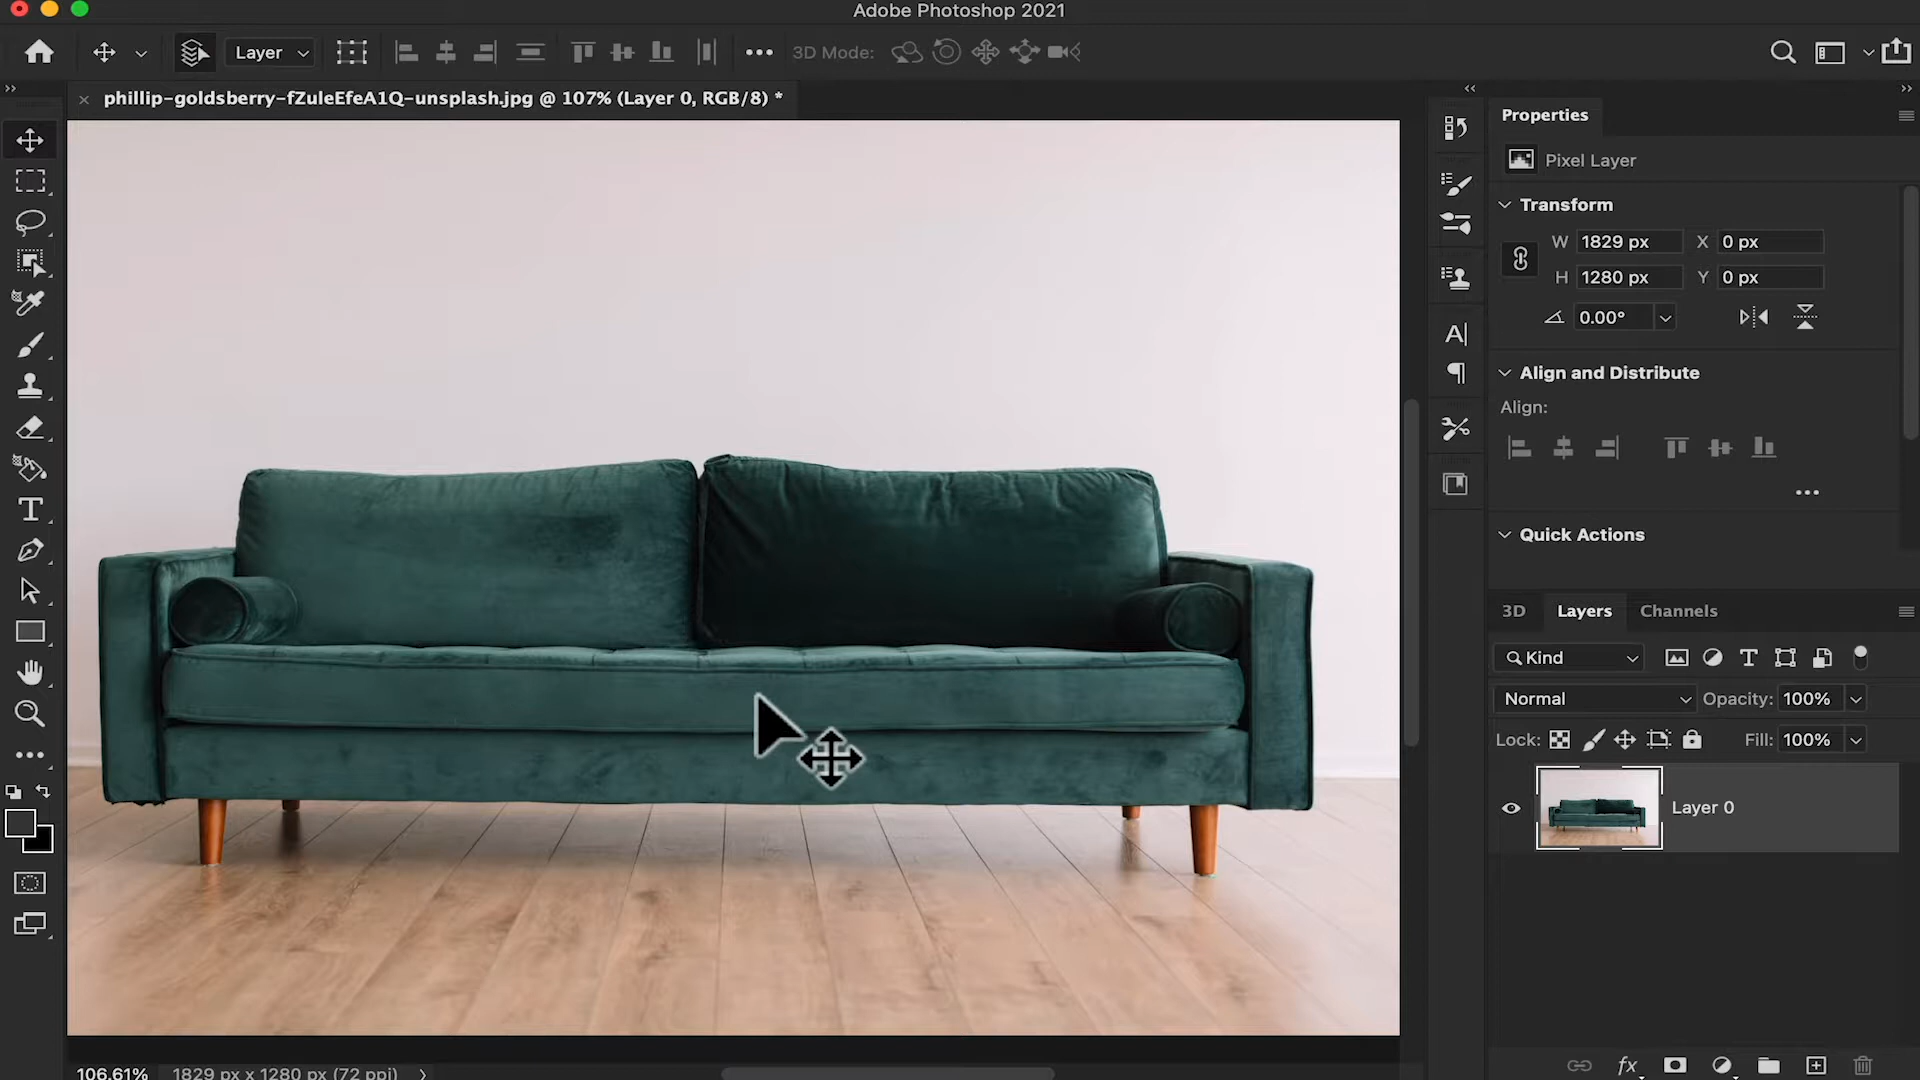 Adobe Photoshop 2021
Layer
3D Mode:
phillip-goldsberry-fZuleEfeA1Q-unsplash.jpg @ 107% (Layer 0, RGB/8) *
Properties
Pixel Layer
Transform
W 1829 px X 0 px
H 1280 px Y 0 px
0.00°
Align and Distribute
Align:
Quick Actions
3D Layers Channels
Kind
Normal Opacity: 100%
Lock: Fill: 100%
Layer 0
fx
106.61% 1829 px x 1280 px (72 ppi)